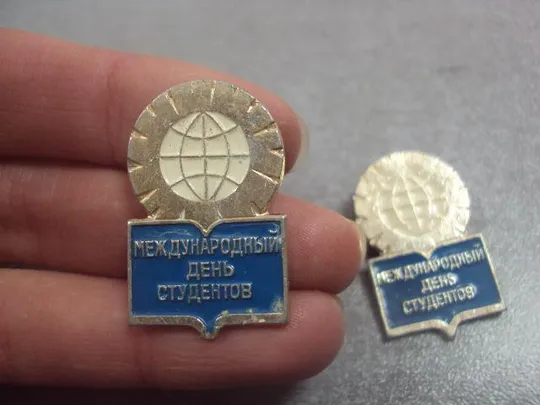 МЕЖДУНАРОДНЫЙ
ДЕНЬ
СТУДЕНТОВ
МЕЖДУНАРОДНЫЙ
ДЕНЬ
СТУДЕНТОВ